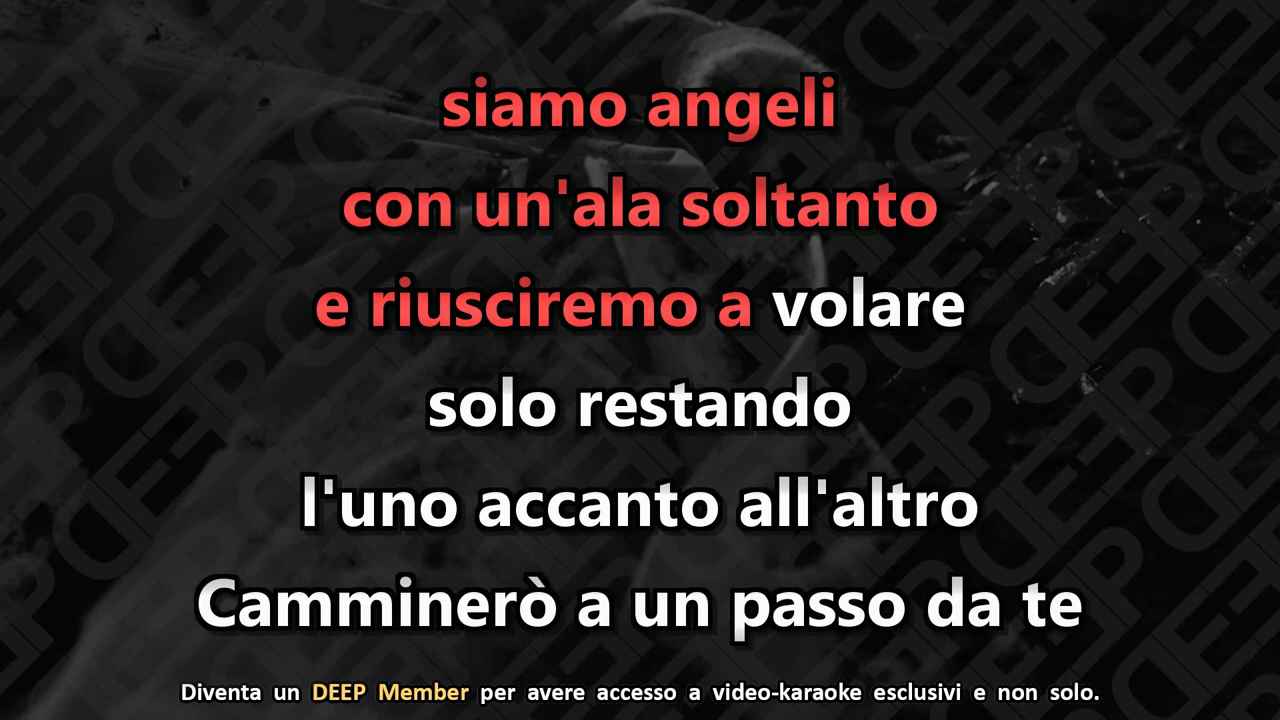 siamo angeli
con un'ala soltanto
e riusciremo a volare
solo restando
l'uno accanto all'altro
Camminerò a un passo da te
Diventa un DEEP Member per avere accesso a video-karaoke esclusivi e non solo.